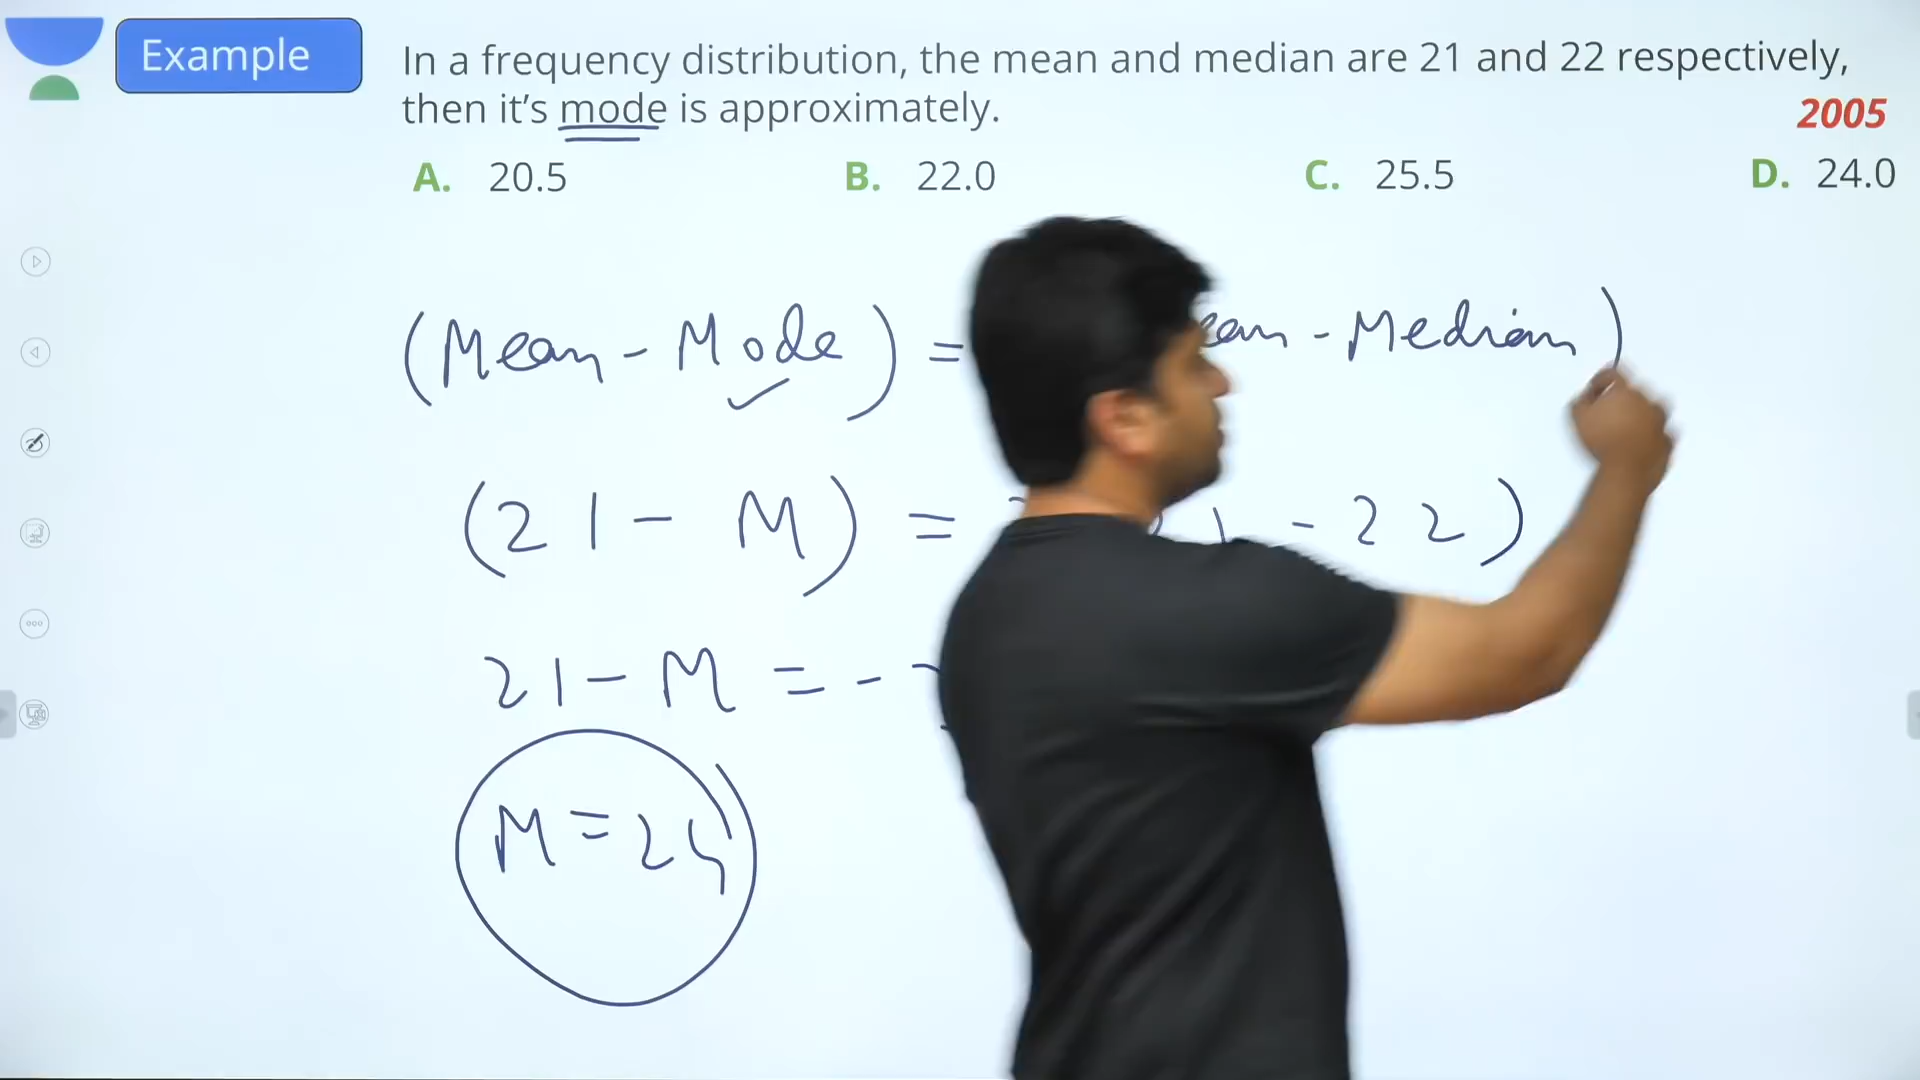 Example
In a frequency distribution, the mean and median are 21 and 22 respectively,
then it’s mode is approximately.
2005
A. 20.5 B. 22.0 C. 25.5 D. 24.0
(Mean - Mode) = - Median)
(21 - M) = - 22)
21 - M = -
M = 24